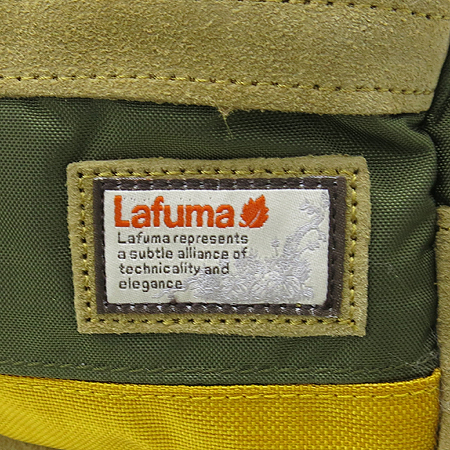 Lafuma
Lafuma represents
a subtle alliance of
technicality and
elegance